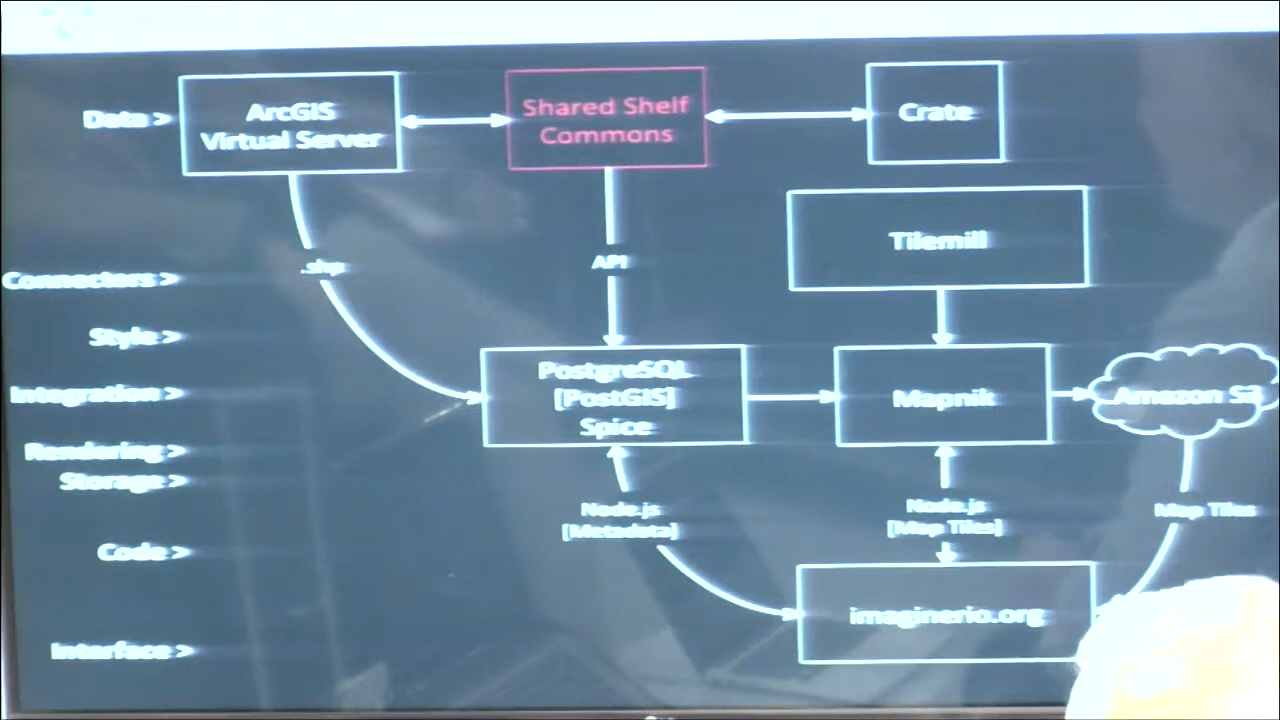 Data >
ArcGIS
Virtual Server
Shared Shelf
Commons
Crate
Tilemill
Connectors >
.shp
API
Style >
Integration >
PostgreSQL
[PostGIS]
Spice
Mapnik
Amazon S3
Rendering >
Storage >
Node.js
[Metadata]
Node.js
[Map Tiles]
Map Tiles
Code >
imaginerio.org
Interface >